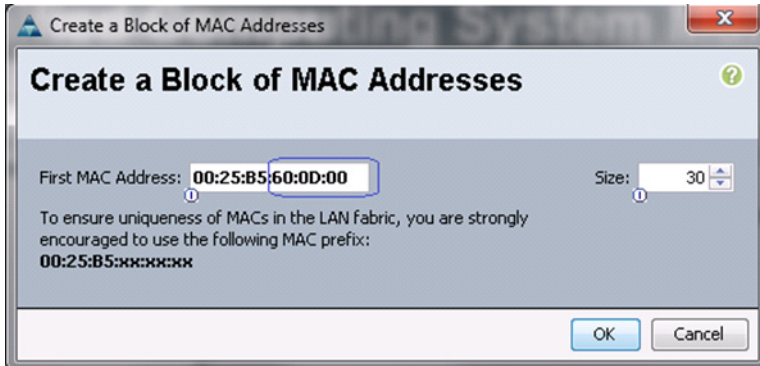 Create a Block of MAC Addresses
Create a Block of MAC Addresses
?
First MAC Address: 00:25:B5:60:0D:00 Size: 30
To ensure uniqueness of MACs in the LAN fabric, you are strongly
encouraged to use the following MAC prefix:
00:25:B5:xx:xx:xx
OK Cancel